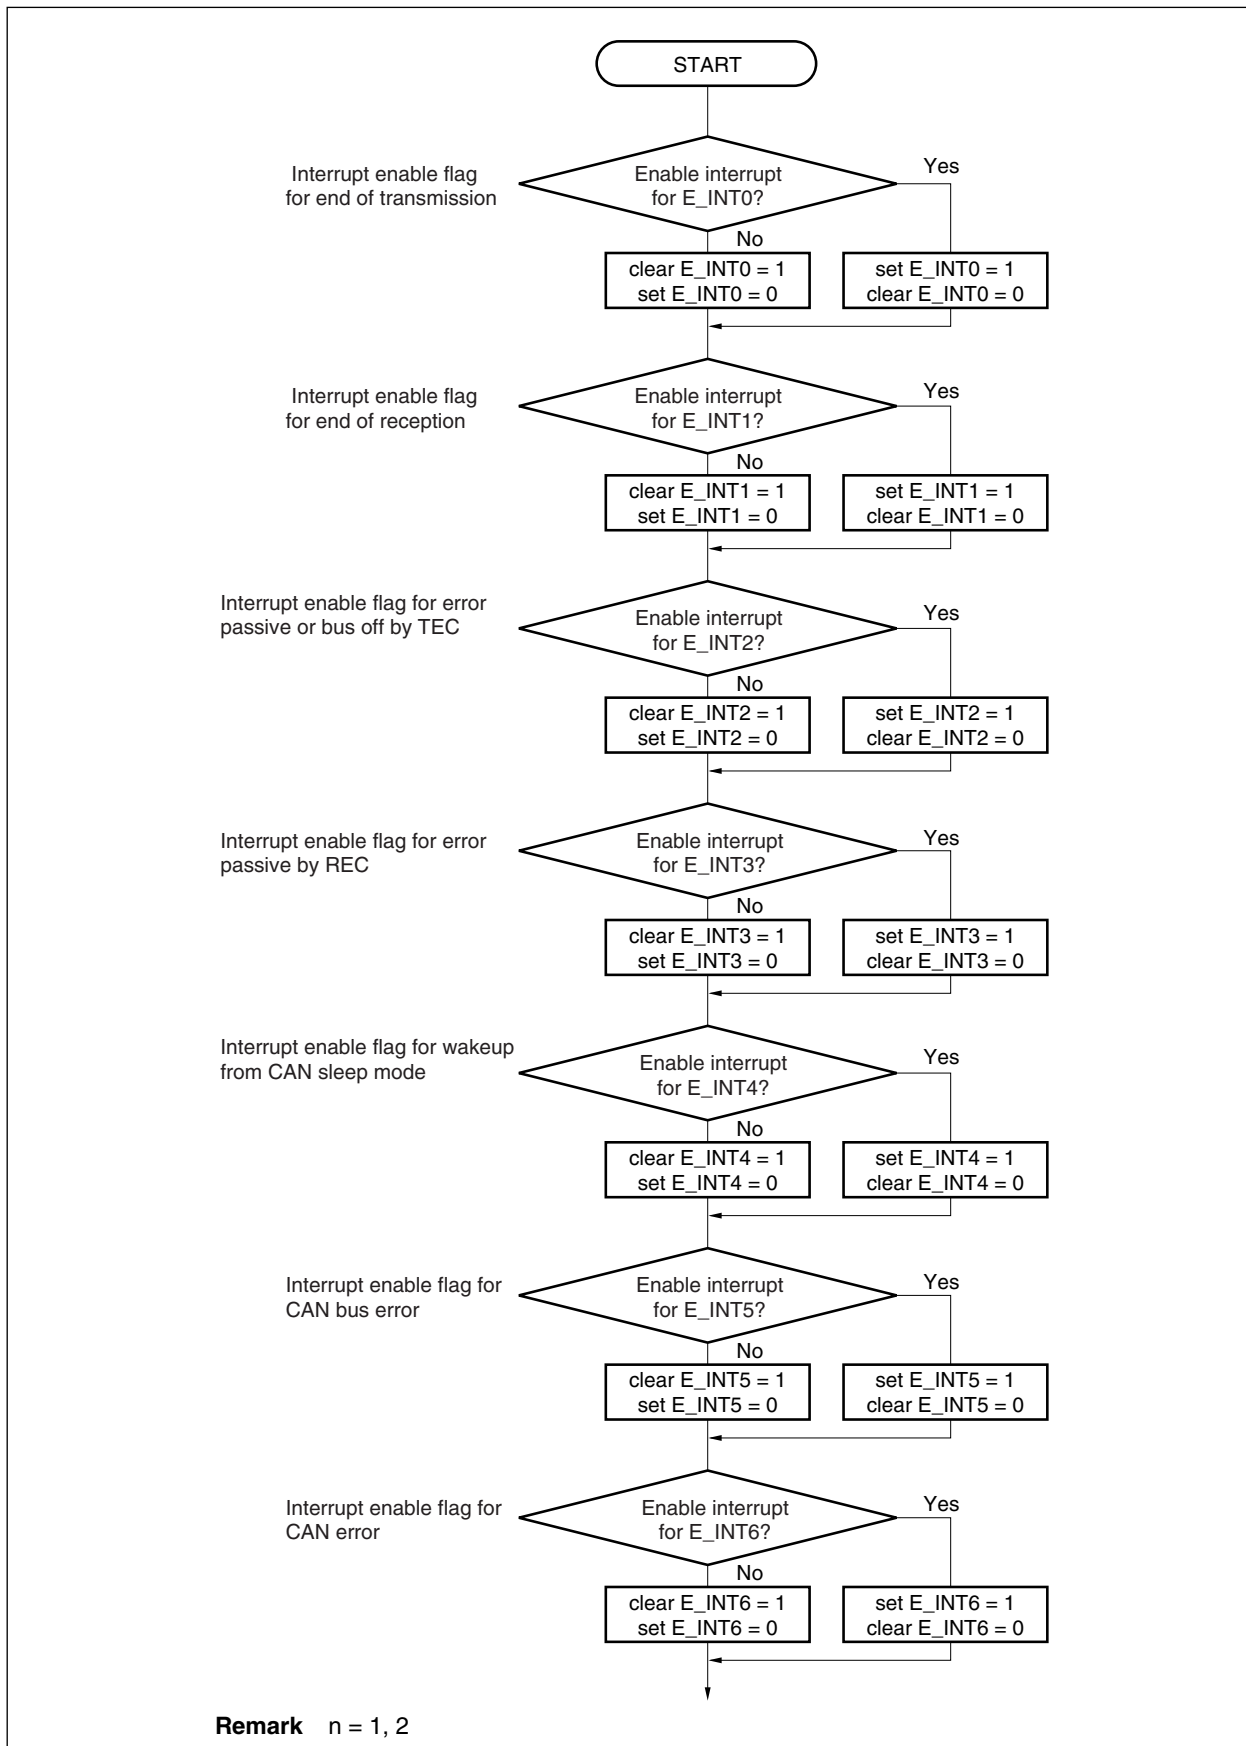 START
Interrupt enable flag
for end of transmission
Enable interrupt
for E_INT0?
Yes
No
clear E_INT0 = 1
set E_INT0 = 0
set E_INT0 = 1
clear E_INT0 = 0
Interrupt enable flag
for end of reception
Enable interrupt
for E_INT1?
Yes
No
clear E_INT1 = 1
set E_INT1 = 0
set E_INT1 = 1
clear E_INT1 = 0
Interrupt enable flag for error
passive or bus off by TEC
Enable interrupt
for E_INT2?
Yes
No
clear E_INT2 = 1
set E_INT2 = 0
set E_INT2 = 1
clear E_INT2 = 0
Interrupt enable flag for error
passive by REC
Enable interrupt
for E_INT3?
Yes
No
clear E_INT3 = 1
set E_INT3 = 0
set E_INT3 = 1
clear E_INT3 = 0
Interrupt enable flag for wakeup
from CAN sleep mode
Enable interrupt
for E_INT4?
Yes
No
clear E_INT4 = 1
set E_INT4 = 0
set E_INT4 = 1
clear E_INT4 = 0
Interrupt enable flag for
CAN bus error
Enable interrupt
for E_INT5?
Yes
No
clear E_INT5 = 1
set E_INT5 = 0
set E_INT5 = 1
clear E_INT5 = 0
Interrupt enable flag for
CAN error
Enable interrupt
for E_INT6?
Yes
No
clear E_INT6 = 1
set E_INT6 = 0
set E_INT6 = 1
clear E_INT6 = 0
Remark n = 1, 2